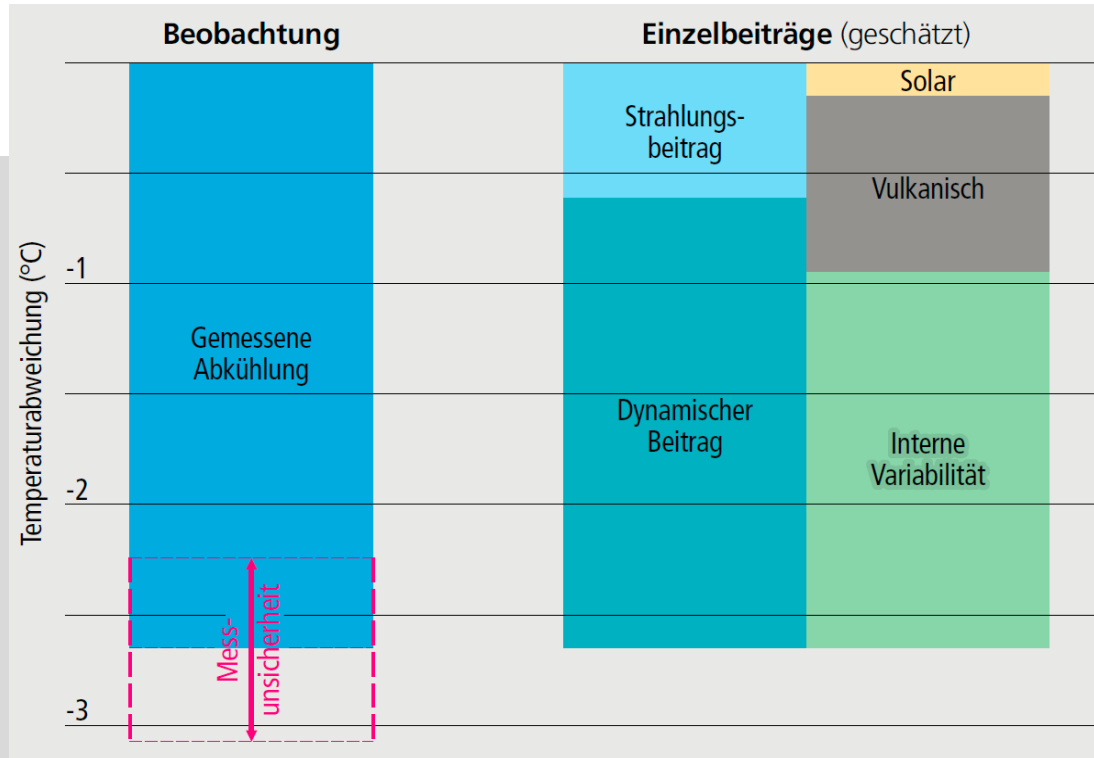 Beobachtung
Einzelbeiträge (geschätzt)
Temperaturabweichung (°C)
-1
-2
-3
Gemessene
Abkühlung
Mess-
unsicherheit
Strahlungs-
beitrag
Dynamischer
Beitrag
Solar
Vulkanisch
Interne
Variabilität